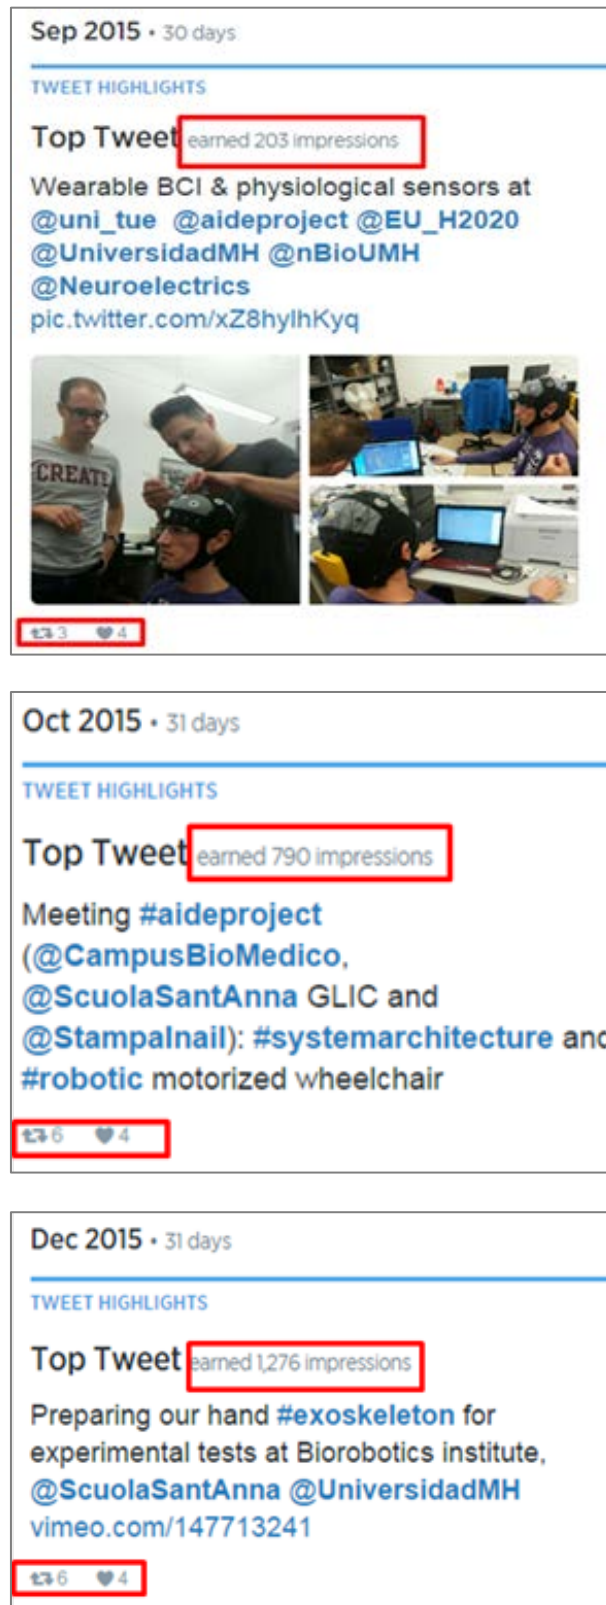 Sep 2015 • 30 days
TWEET HIGHLIGHTS
Top Tweet earned 203 impressions
Wearable BCI & physiological sensors at
@uni_tue @aideproject @EU_H2020
@UniversidadMH @nBioUMH
@Neuroelectrics
pic.twitter.com/xZ8hylhKyq
CREATE
3 4
Oct 2015 • 31 days
TWEET HIGHLIGHTS
Top Tweet earned 790 impressions
Meeting #aideproject
(@CampusBioMedico,
@ScuolaSantAnna GLIC and
@StampaInail): #systemarchitecture and
#robotic motorized wheelchair
6 4
Dec 2015 • 31 days
TWEET HIGHLIGHTS
Top Tweet earned 1,276 impressions
Preparing our hand #exoskeleton for
experimental tests at Biorobotics institute,
@ScuolaSantAnna @UniversidadMH
vimeo.com/147713241
6 4